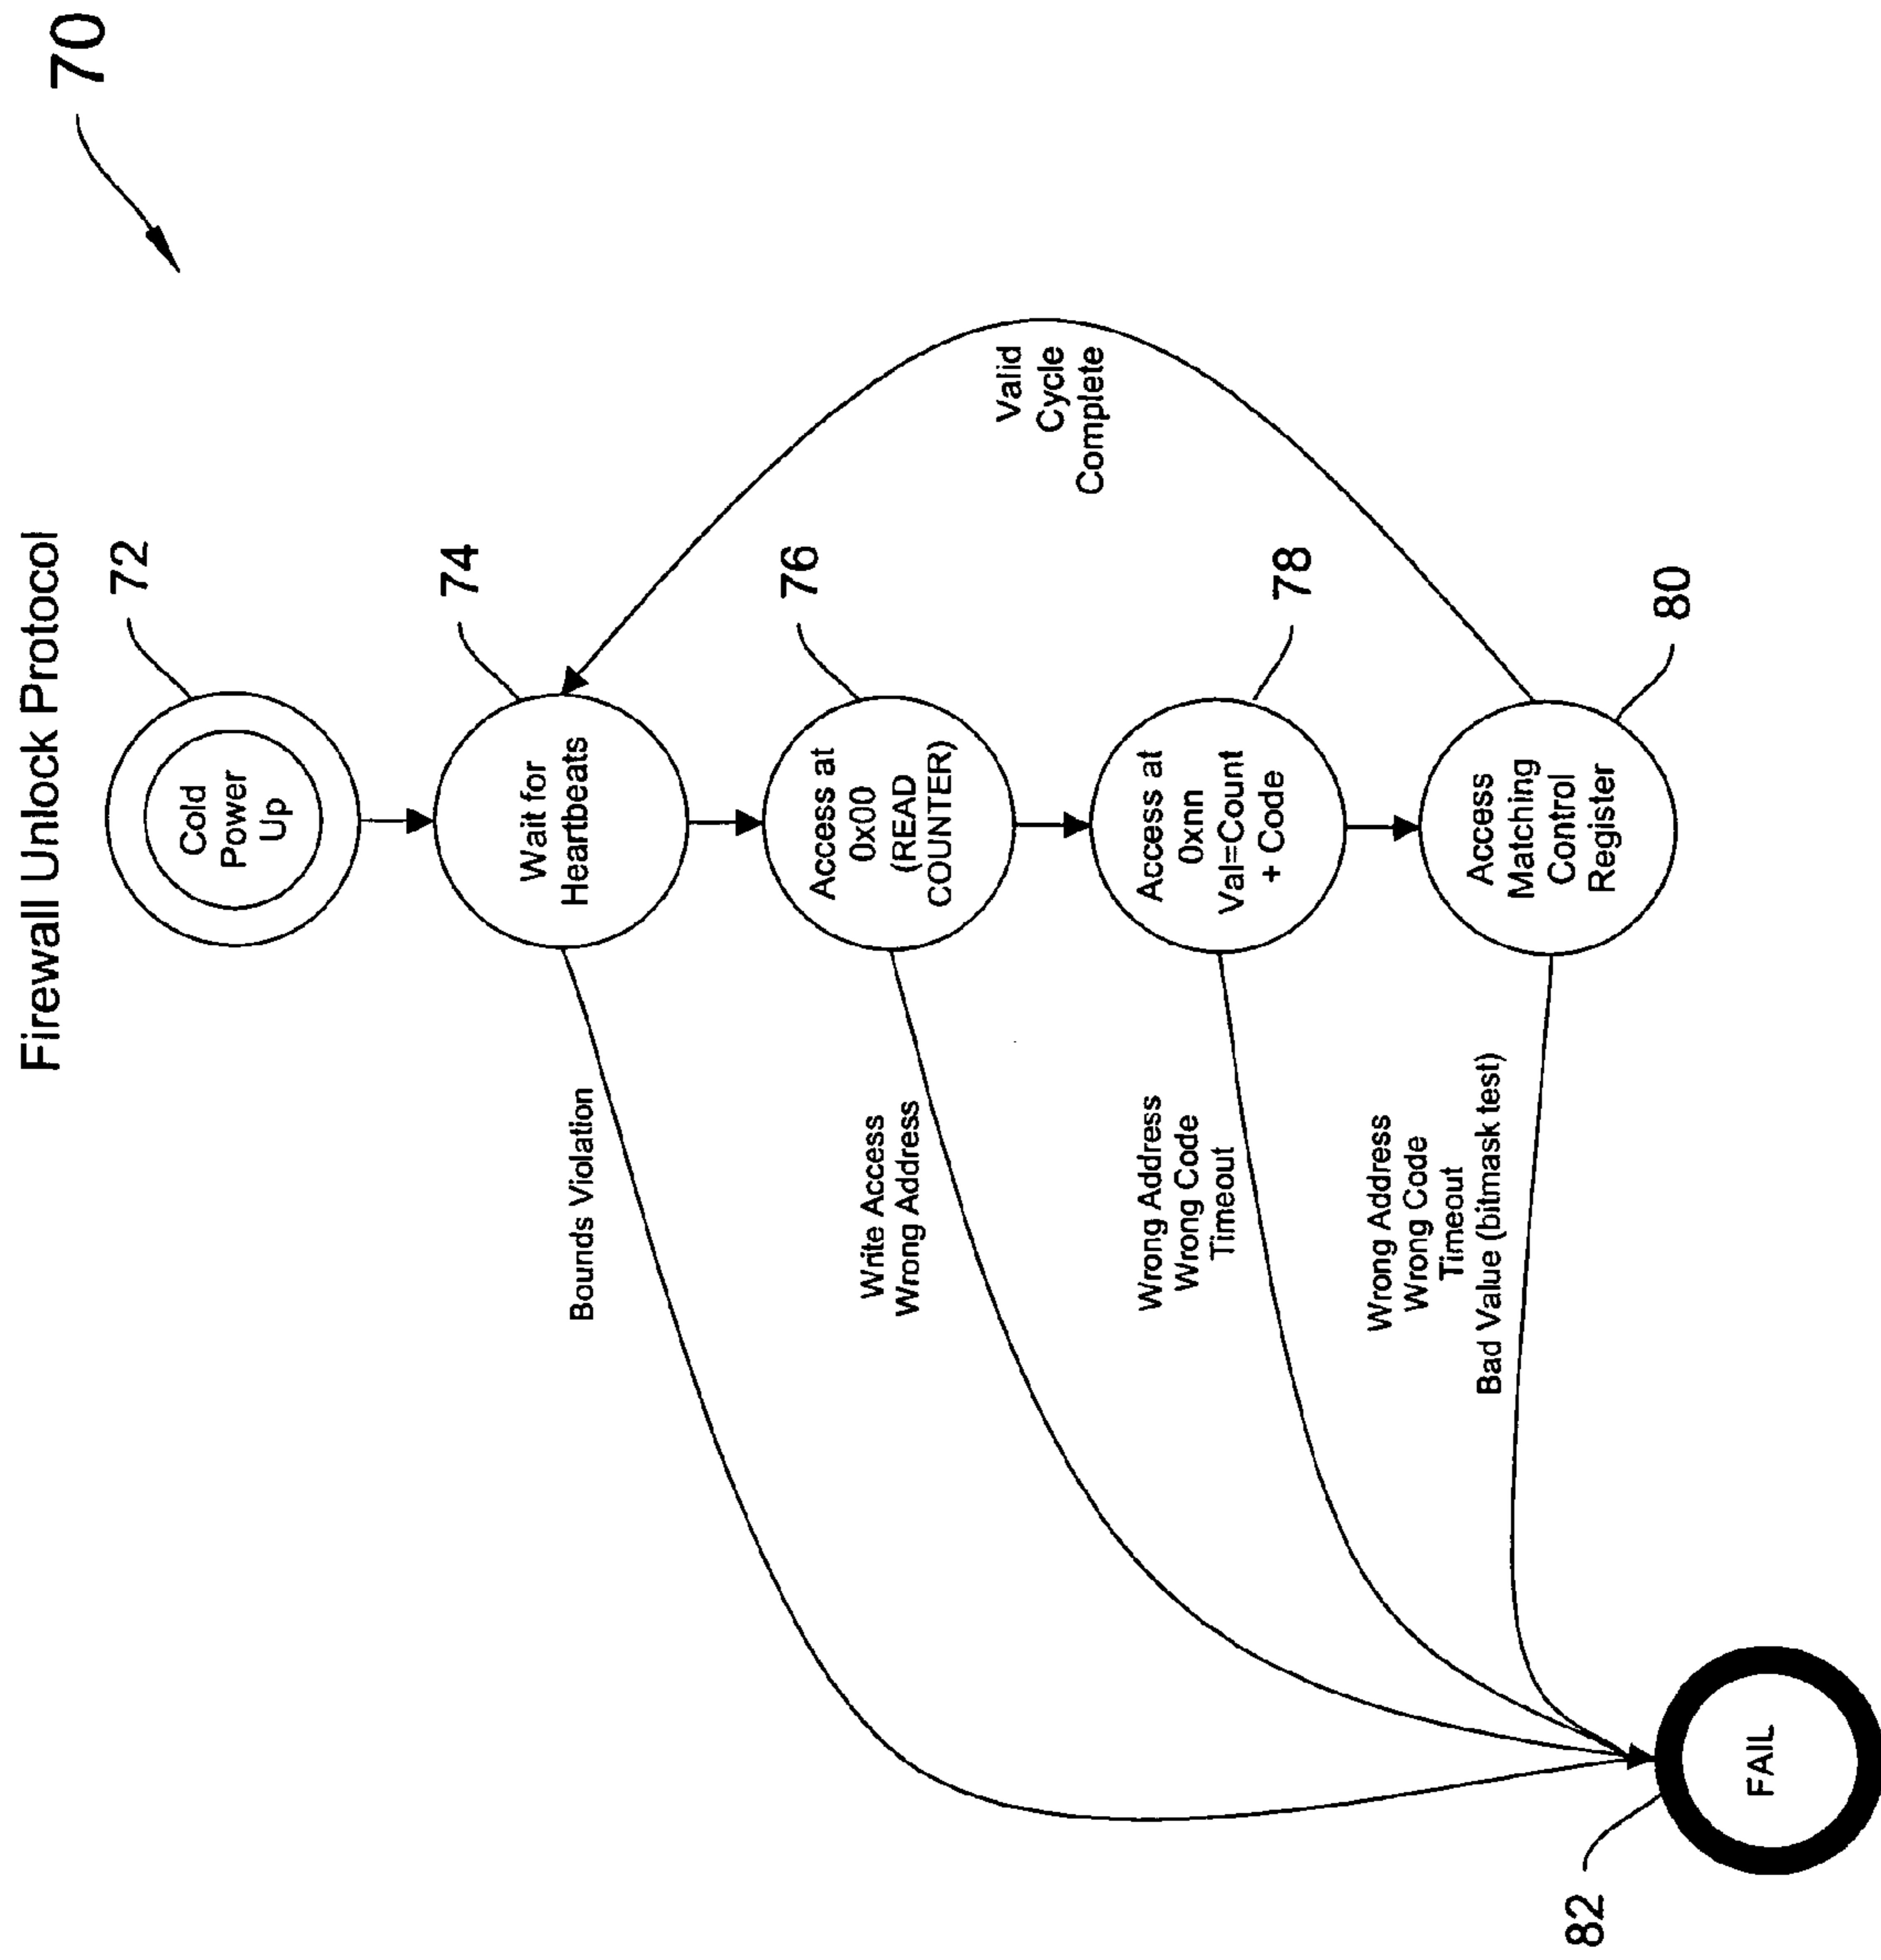 Firewall Unlock Protocol
70
72
Cold
Power
Up
74
Wait for
Heartbeats
76
Access at
0x00
(READ
COUNTER)
78
Access at
0xnn
Val=Count
+ Code
80
Access
Matching
Control
Register
Valid
Cycle
Complete
Bounds Violation
Write Access
Wrong Address
Wrong Address
Wrong Code
Timeout
Wrong Address
Wrong Code
Timeout
Bad Value (bitmask test)
82
FAIL